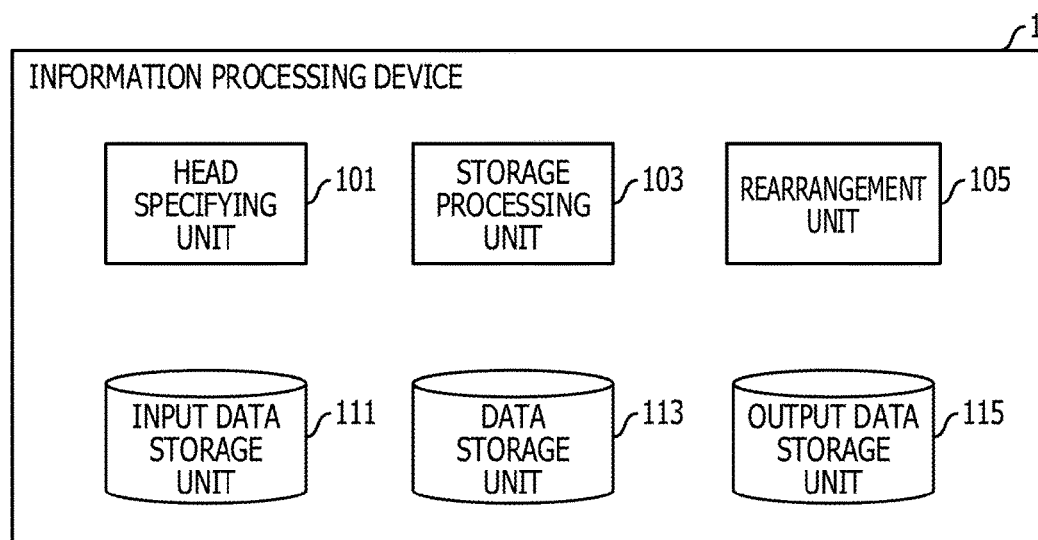 1
INFORMATION PROCESSING DEVICE
HEAD
SPECIFYING
UNIT
101
STORAGE
PROCESSING
UNIT
103
REARRANGEMENT
UNIT
105
INPUT DATA
STORAGE
UNIT
111
DATA
STORAGE
UNIT
113
OUTPUT DATA
STORAGE
UNIT
115